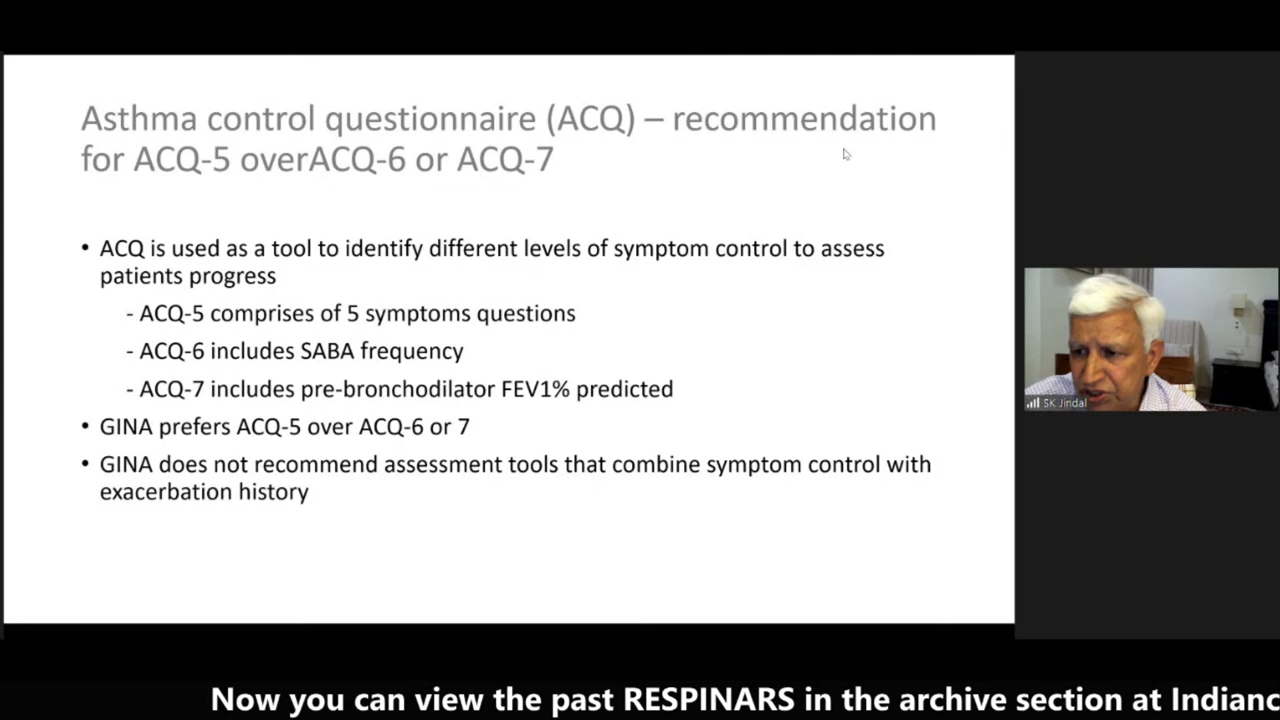 Asthma control questionnaire (ACQ) – recommendation
for ACQ-5 overACQ-6 or ACQ-7
• ACQ is used as a tool to identify different levels of symptom control to assess
patients progress
- ACQ-5 comprises of 5 symptoms questions
- ACQ-6 includes SABA frequency
- ACQ-7 includes pre-bronchodilator FEV1% predicted
• GINA prefers ACQ-5 over ACQ-6 or 7
• GINA does not recommend assessment tools that combine symptom control with
exacerbation history
SK Jindal
Now you can view the past RESPINARS in the archive section at Indianc